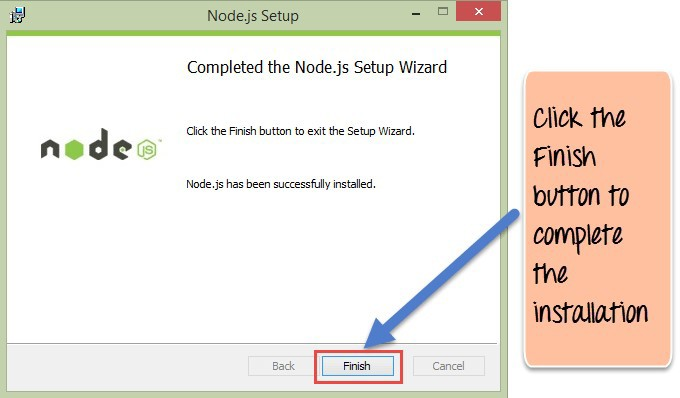 Node.js Setup
Completed the Node.js Setup Wizard
Click the Finish button to exit the Setup Wizard.
node JS™
Node.js has been successfully installed.
Back
Finish
Cancel
Click the
Finish
button to
complete
the
installation